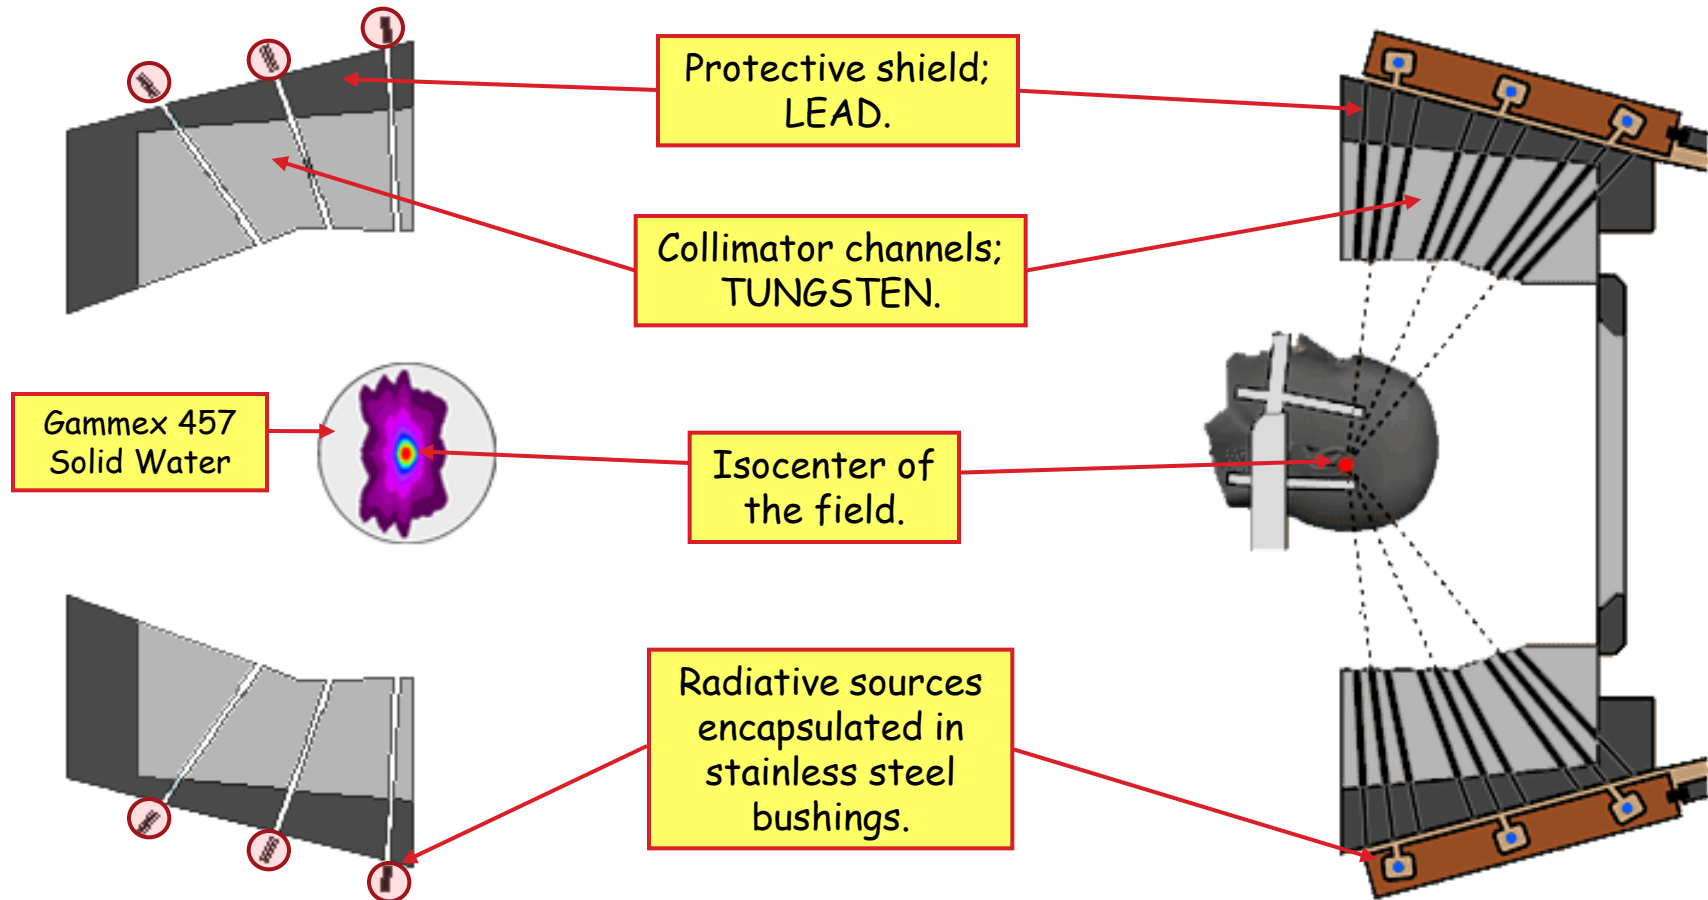 Protective shield;
LEAD.
Collimator channels;
TUNGSTEN.
Gammex 457
Solid Water
Isocenter of
the field.
Radiative sources
encapsulated in
stainless steel
bushings.